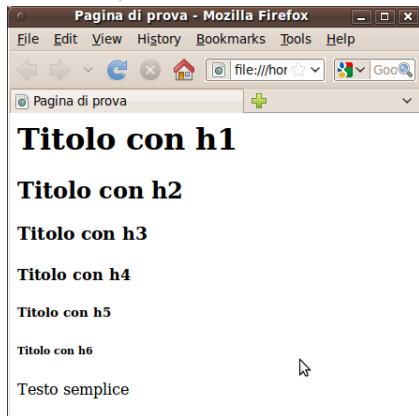 Pagina di prova - Mozilla Firefox
File Edit View History Bookmarks Tools Help
file:///hor Goo
Pagina di prova
Titolo con h1
Titolo con h2
Titolo con h3
Titolo con h4
Titolo con h5
Titolo con h6
Testo semplice